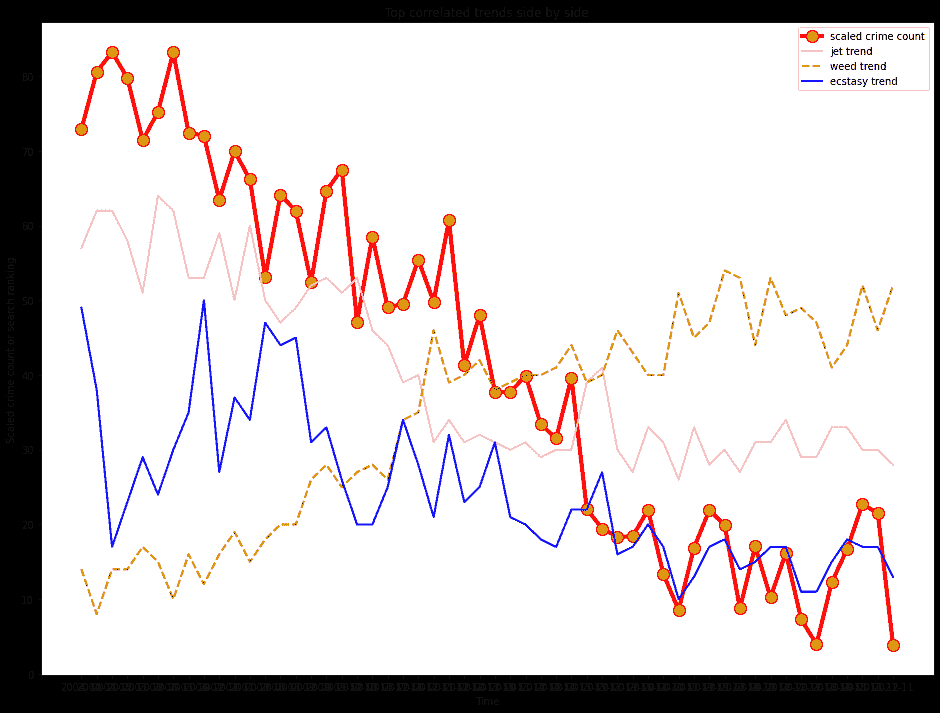 Top correlated trends side by side
scaled crime count
jet trend
weed trend
ecstasy trend
80
70
60
50
40
30
20
10
0
Scaled crime count or search ranking
Time